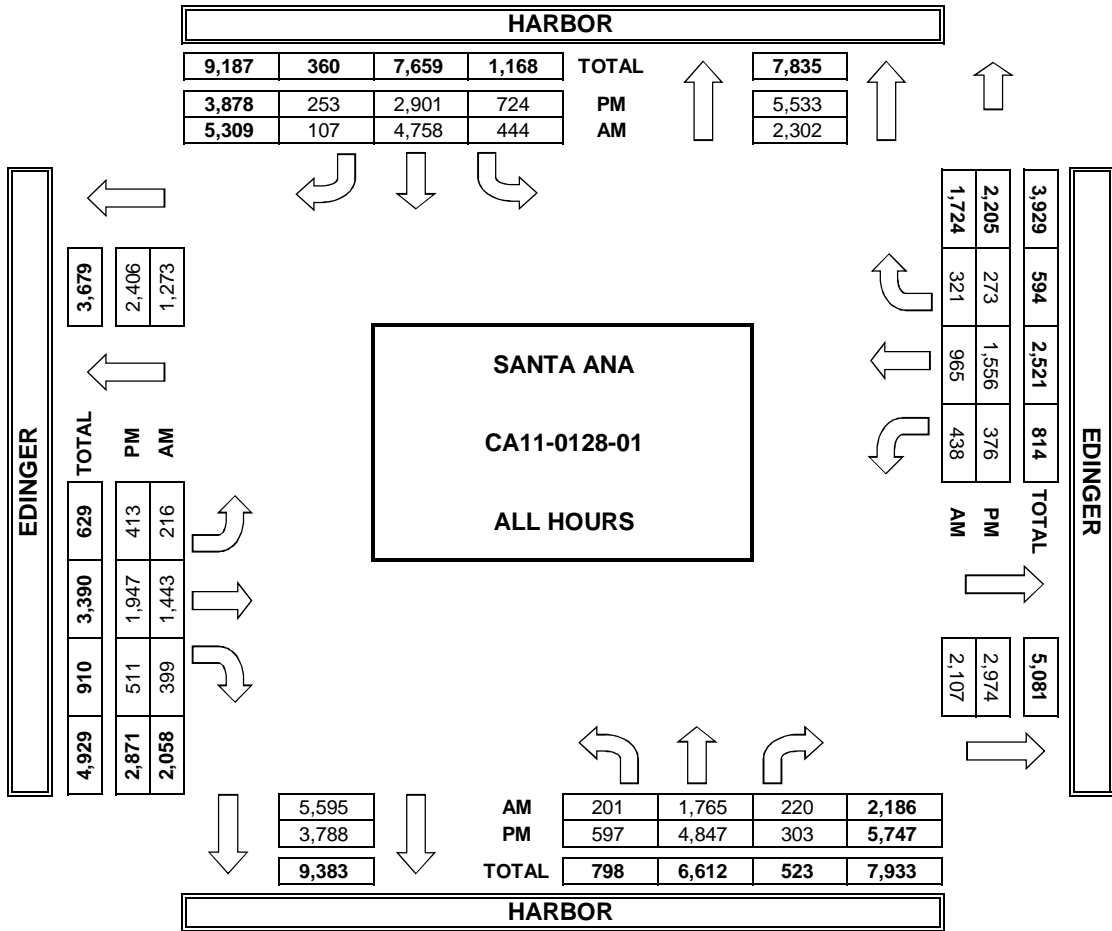 HARBOR
9,187 360 7,659 1,168 TOTAL 7,835
3,878 253 2,901 724 PM 5,533
5,309 107 4,758 444 AM 2,302
EDINGER
3,679 2,406 1,273
TOTAL PM AM
629 413 216
3,390 1,947 1,443
910 511 399
4,929 2,871 2,058
SANTA ANA
CA11-0128-01
ALL HOURS
1,724 2,205 3,929
321 273 594
965 1,556 2,521
438 376 814
AM PM TOTAL
2,107 2,974 5,081
EDINGER
5,595 AM 201 1,765 220 2,186
3,788 PM 597 4,847 303 5,747
9,383 TOTAL 798 6,612 523 7,933
HARBOR